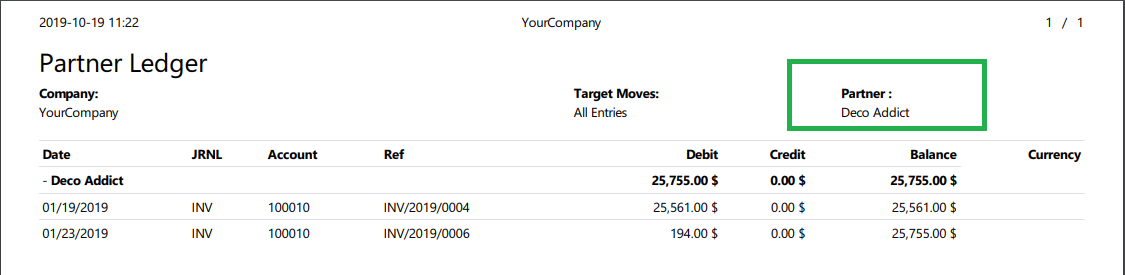 2019-10-19 11:22 YourCompany 1 / 1
Partner Ledger
Company: Target Moves: Partner :
YourCompany All Entries Deco Addict
Date JRNL Account Ref Debit Credit Balance Currency
- Deco Addict 25,755.00 $ 0.00 $ 25,755.00 $
01/19/2019 INV 100010 INV/2019/0004 25,561.00 $ 0.00 $ 25,561.00 $
01/23/2019 INV 100010 INV/2019/0006 194.00 $ 0.00 $ 25,755.00 $